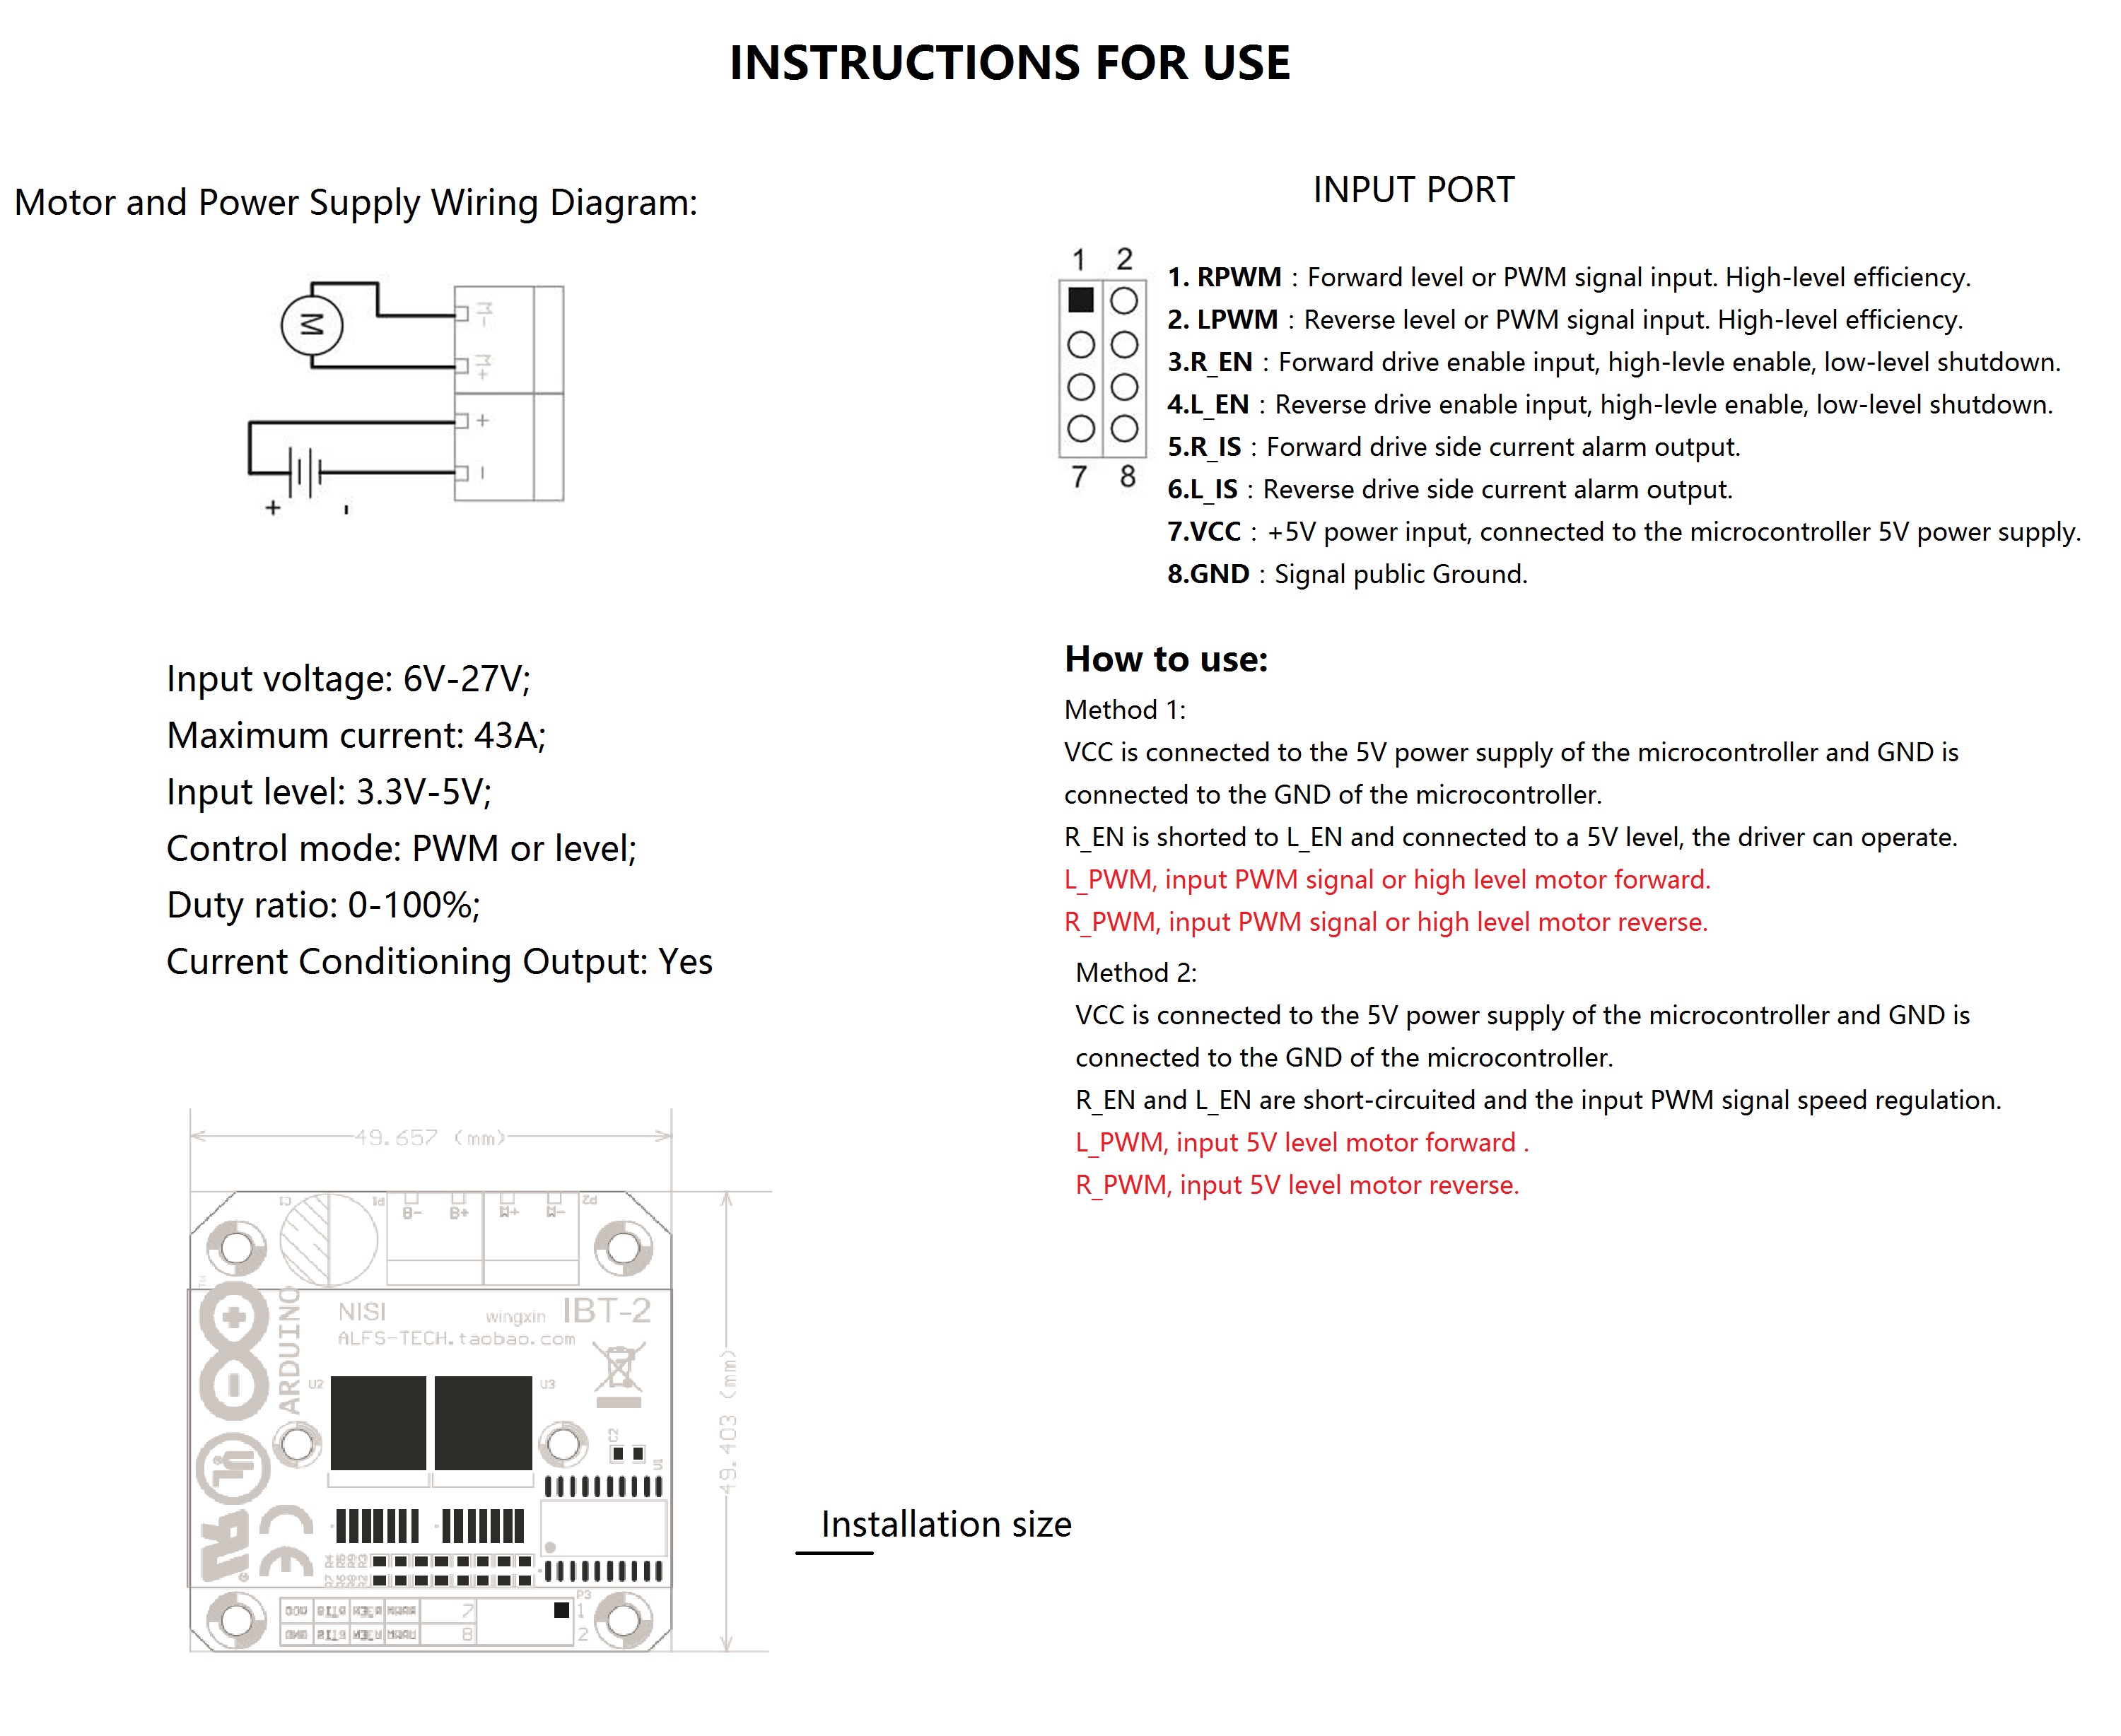 INSTRUCTIONS FOR USE
Motor and Power Supply Wiring Diagram:
M
M-
M+
+
-
+
-
Input voltage: 6V-27V;
Maximum current: 43A;
Input level: 3.3V-5V;
Control mode: PWM or level;
Duty ratio: 0-100%;
Current Conditioning Output: Yes
INPUT PORT
1 2
7 8
1. RPWM : Forward level or PWM signal input. High-level efficiency.
2. LPWM : Reverse level or PWM signal input. High-level efficiency.
3.R_EN : Forward drive enable input, high-levle enable, low-level shutdown.
4.L_EN : Reverse drive enable input, high-levle enable, low-level shutdown.
5.R_IS : Forward drive side current alarm output.
6.L_IS : Reverse drive side current alarm output.
7.VCC : +5V power input, connected to the microcontroller 5V power supply.
8.GND : Signal public Ground.
How to use:
Method 1:
VCC is connected to the 5V power supply of the microcontroller and GND is
connected to the GND of the microcontroller.
R_EN is shorted to L_EN and connected to a 5V level, the driver can operate.
L_PWM, input PWM signal or high level motor forward.
R_PWM, input PWM signal or high level motor reverse.
Method 2:
VCC is connected to the 5V power supply of the microcontroller and GND is
connected to the GND of the microcontroller.
R_EN and L_EN are short-circuited and the input PWM signal speed regulation.
L_PWM, input 5V level motor forward .
R_PWM, input 5V level motor reverse.
49.657 (mm)
49.403 (mm)
C1 P1 B- B+ M+ M- P2
NISI wingxin IBT-2
ALFS-TECH.taobao.com
ARDUINO
U2 U3
C2
U1
UL
CE
R4 R3
R7 R2
P3
7 1
8 2
Installation size